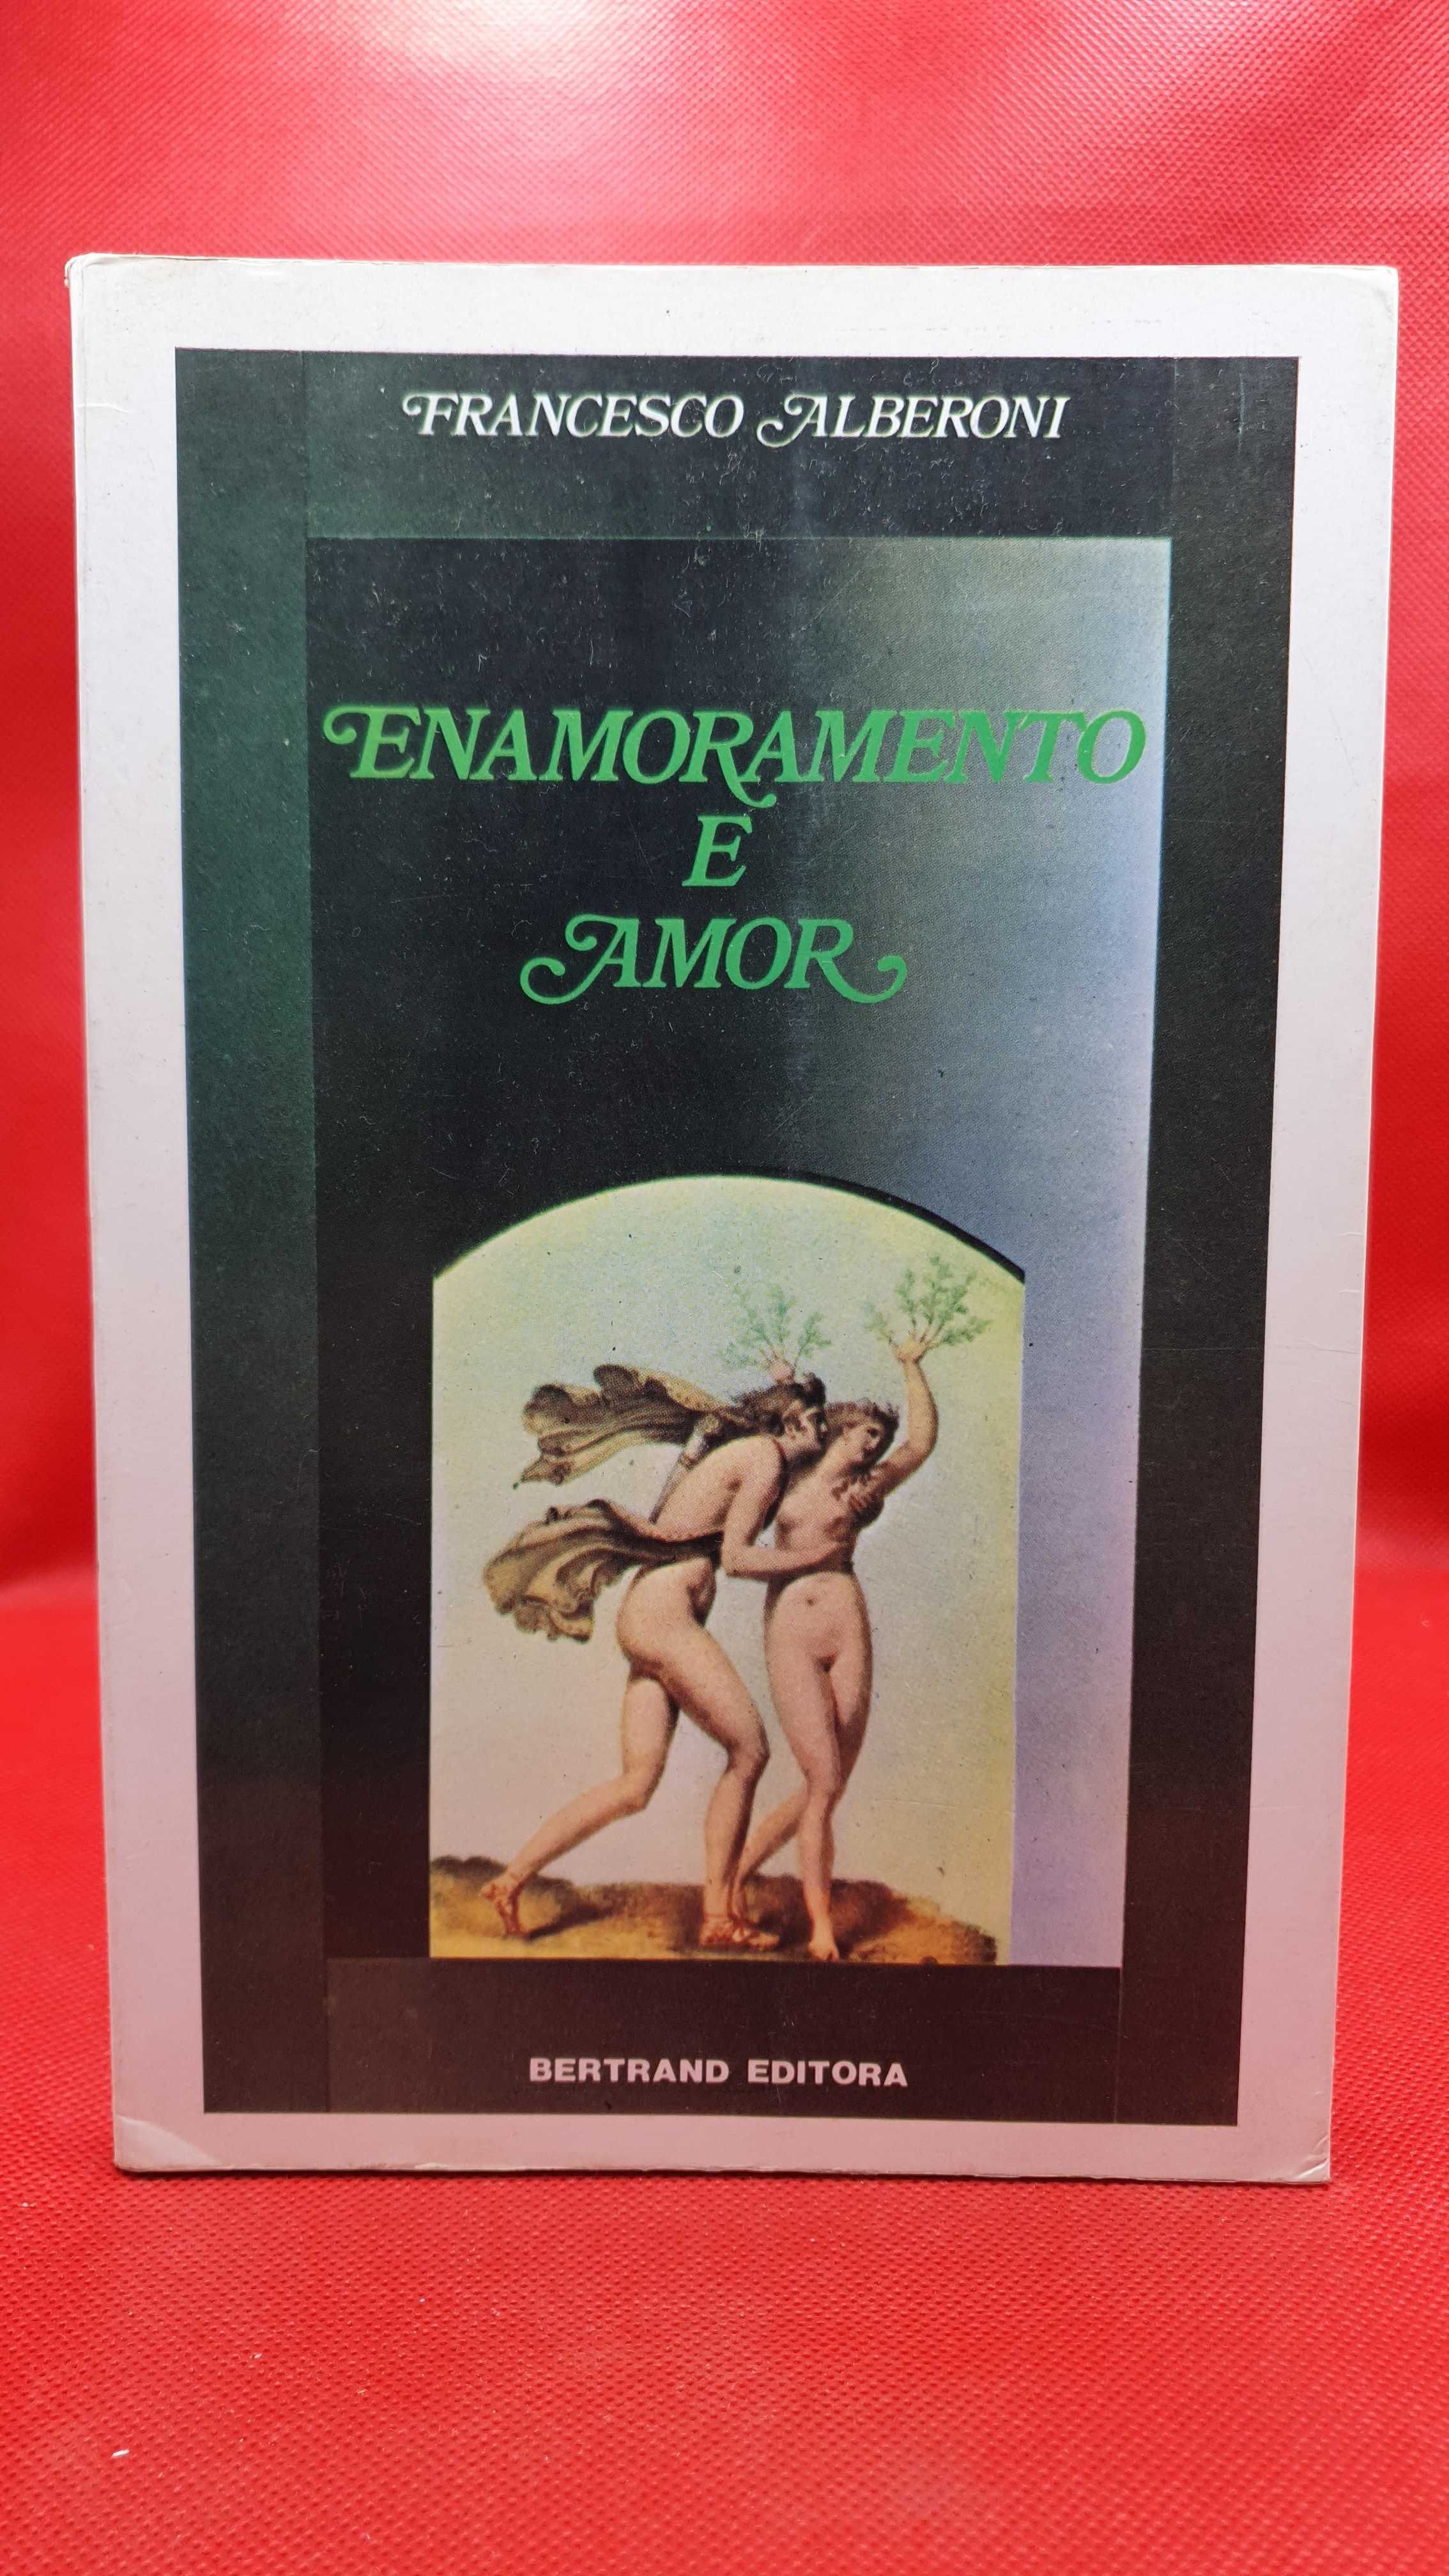 FRANCESCO ALBERONI
ENAMORAMENTO
E
AMOR
BERTRAND EDITORA